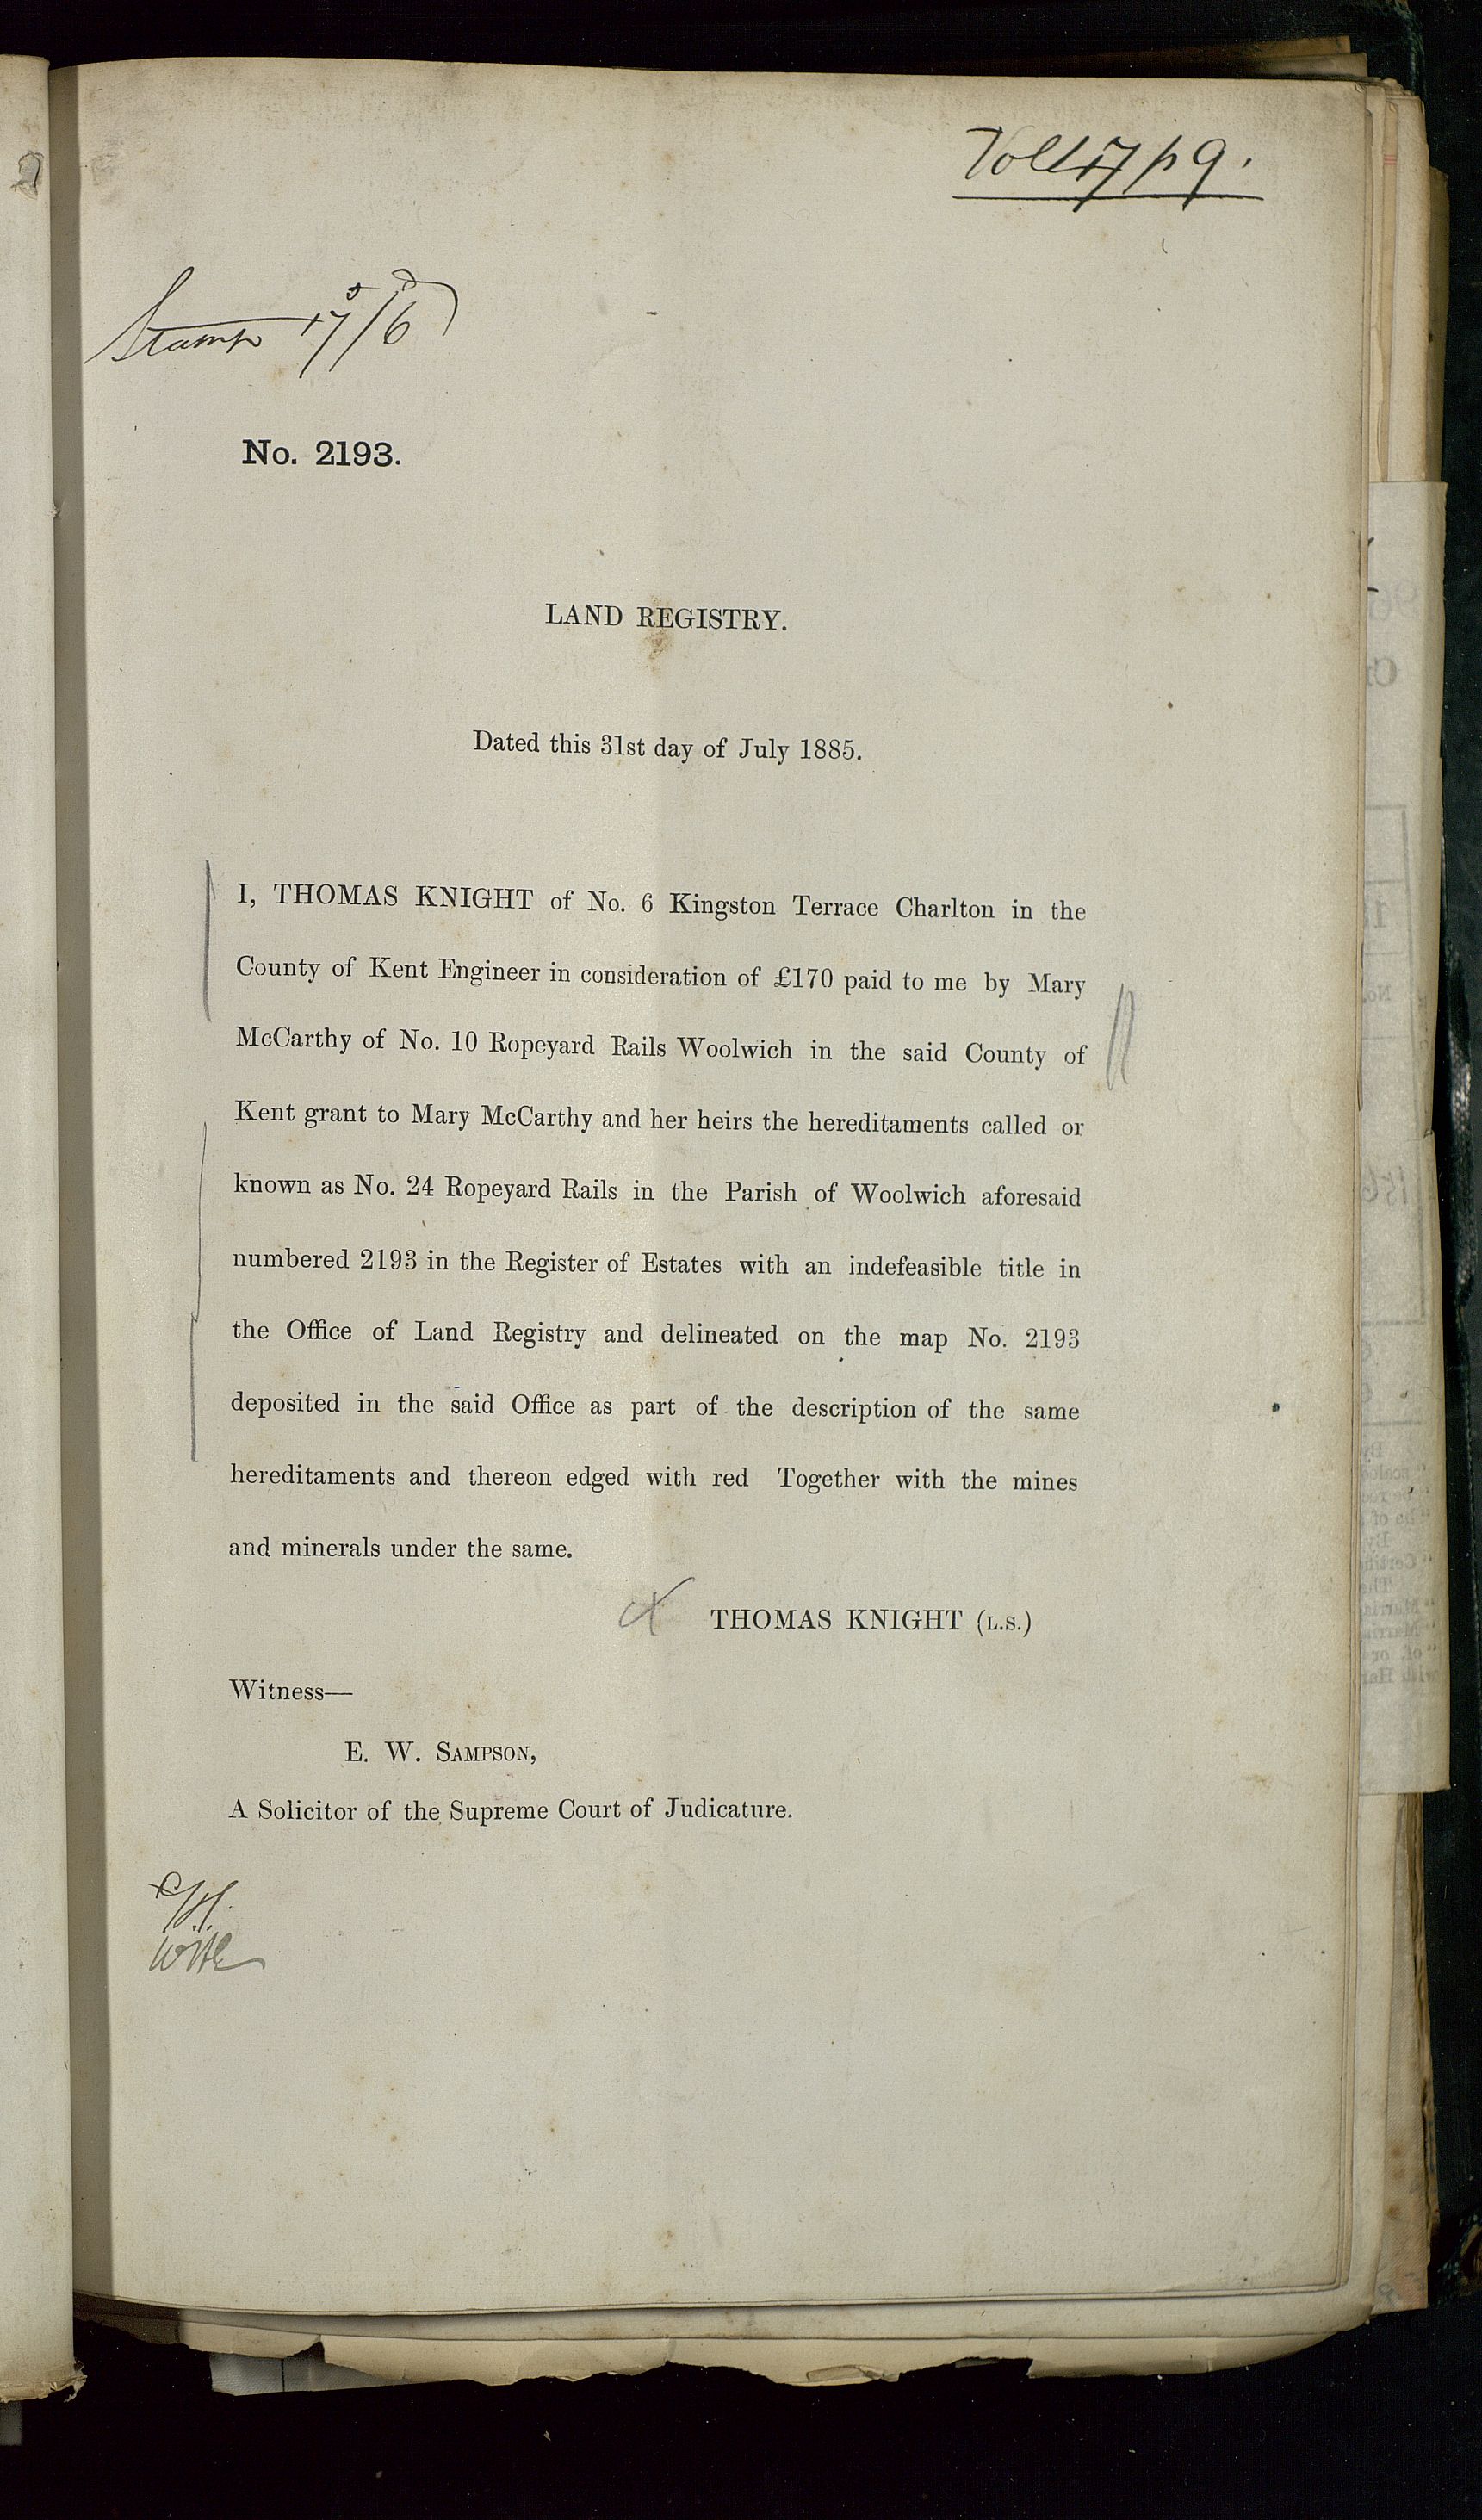 Stamp 17/6
No. 2193.
LAND REGISTRY.
Dated this 31st day of July 1885.
I, THOMAS KNIGHT of No. 6 Kingston Terrace Charlton in the
County of Kent Engineer in consideration of £170 paid to me by Mary
McCarthy of No. 10 Ropeyard Rails Woolwich in the said County of
Kent grant to Mary McCarthy and her heirs the hereditaments called or
known as No. 24 Ropeyard Rails in the Parish of Woolwich aforesaid
numbered 2193 in the Register of Estates with an indefeasible title in
the Office of Land Registry and delineated on the map No. 2193
deposited in the said Office as part of the description of the same
hereditaments and thereon edged with red Together with the mines
and minerals under the same.
THOMAS KNIGHT (L.S.)
Witness—
E. W. SAMPSON,
A Solicitor of the Supreme Court of Judicature.